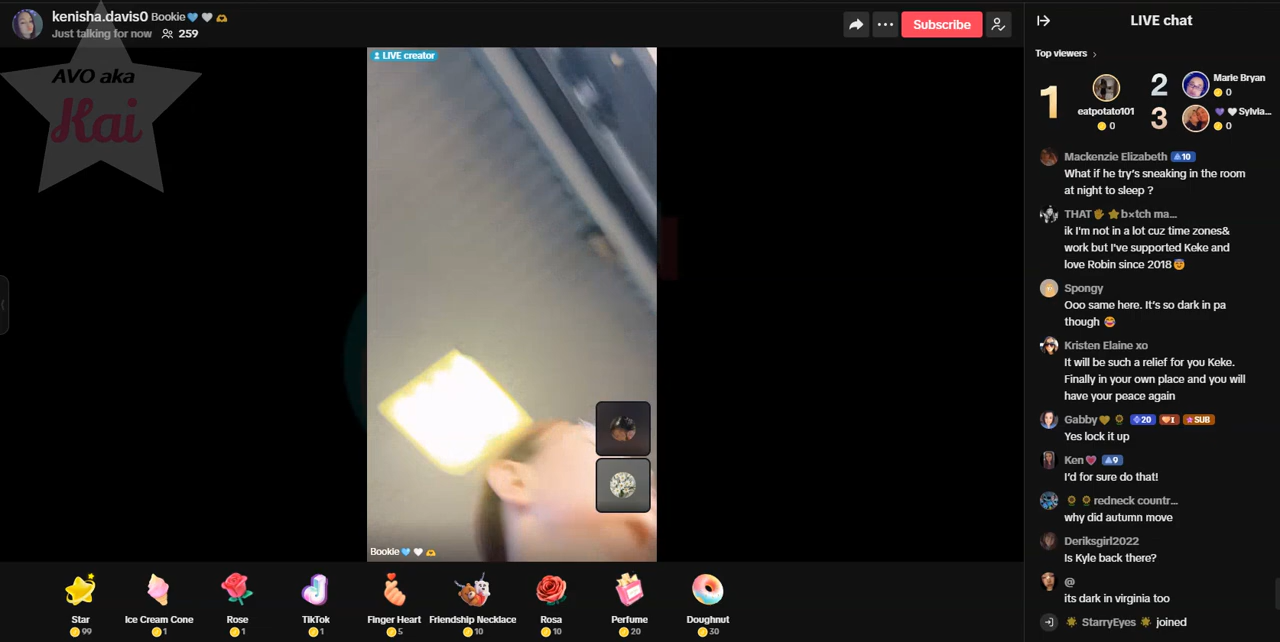 kenisha.davis0 Bookie💙🤍🫶
Just talking for now 259
Subscribe
LIVE chat
AVO aka
Kai
LIVE creator
Bookie💙🤍🫶
Top viewers
1
eatpotato101
0
2
Marie Bryan
0
3
💜🤍Sylvia...
0
Mackenzie Elizabeth 10
What if he try's sneaking in the room
at night to sleep ?
THAT🖐⭐b×tch ma...
ik I'm not in a lot cuz time zones&
work but I've supported Keke and
love Robin since 2018😇
Spongy
Ooo same here. It's so dark in pa
though 😂
Kristen Elaine xo
It will be such a relief for you Keke.
Finally in your own place and you will
have your peace again
Gabby💛🌻 20 I SUB
Yes lock it up
Ken💗 9
I'd for sure do that!
🌻🌻redneck countr...
why did autumn move
Deriksgirl2022
Is Kyle back there?
@
its dark in virginia too
🌟 StarryEyes 🌟 joined
Star
99
Ice Cream Cone
1
Rose
1
TikTok
1
Finger Heart
5
Friendship Necklace
10
Rosa
10
Perfume
20
Doughnut
30